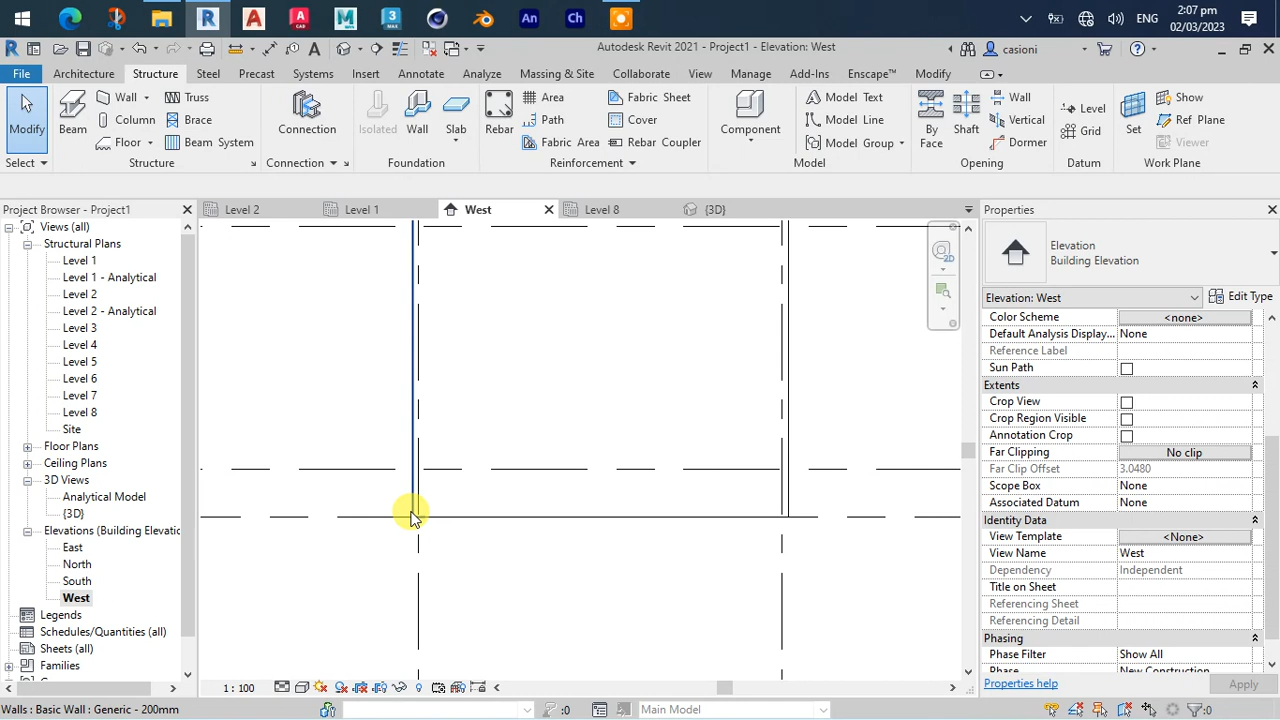 An
Ch
ENG
2:07 pm
02/03/2023
Autodesk Revit 2021 - Project1 - Elevation: West
casioni
File
Architecture
Structure
Steel
Precast
Systems
Insert
Annotate
Analyze
Massing & Site
Collaborate
View
Manage
Add-Ins
Enscape™
Modify
Modify
Select
Beam
Wall
Column
Floor
Truss
Brace
Beam System
Structure
Connection
Connection
Isolated
Wall
Slab
Foundation
Rebar
Area
Path
Fabric Area
Fabric Sheet
Cover
Rebar Coupler
Reinforcement
Component
Model Text
Model Line
Model Group
Model
By
Face
Shaft
Wall
Vertical
Dormer
Opening
Level
Grid
Datum
Set
Show
Ref Plane
Viewer
Work Plane
Project Browser - Project1
Views (all)
Structural Plans
Level 1
Level 1 - Analytical
Level 2
Level 2 - Analytical
Level 3
Level 4
Level 5
Level 6
Level 7
Level 8
Site
Floor Plans
Ceiling Plans
3D Views
Analytical Model
{3D}
Elevations (Building Elevatio
East
North
South
West
Legends
Schedules/Quantities (all)
Sheets (all)
Families
Level 2
Level 1
West
Level 8
{3D}
2D
1 : 100
Properties
Elevation
Building Elevation
Elevation: West
Edit Type
Color Scheme
<none>
Default Analysis Display...
None
Reference Label
Sun Path
Extents
Crop View
Crop Region Visible
Annotation Crop
Far Clipping
No clip
Far Clip Offset
3.0480
Scope Box
None
Associated Datum
None
Identity Data
View Template
<None>
View Name
West
Dependency
Independent
Title on Sheet
Referencing Sheet
Referencing Detail
Phasing
Phase Filter
Show All
Phase
New Construction
Properties help
Apply
Walls : Basic Wall : Generic - 200mm
:0
Main Model
:0